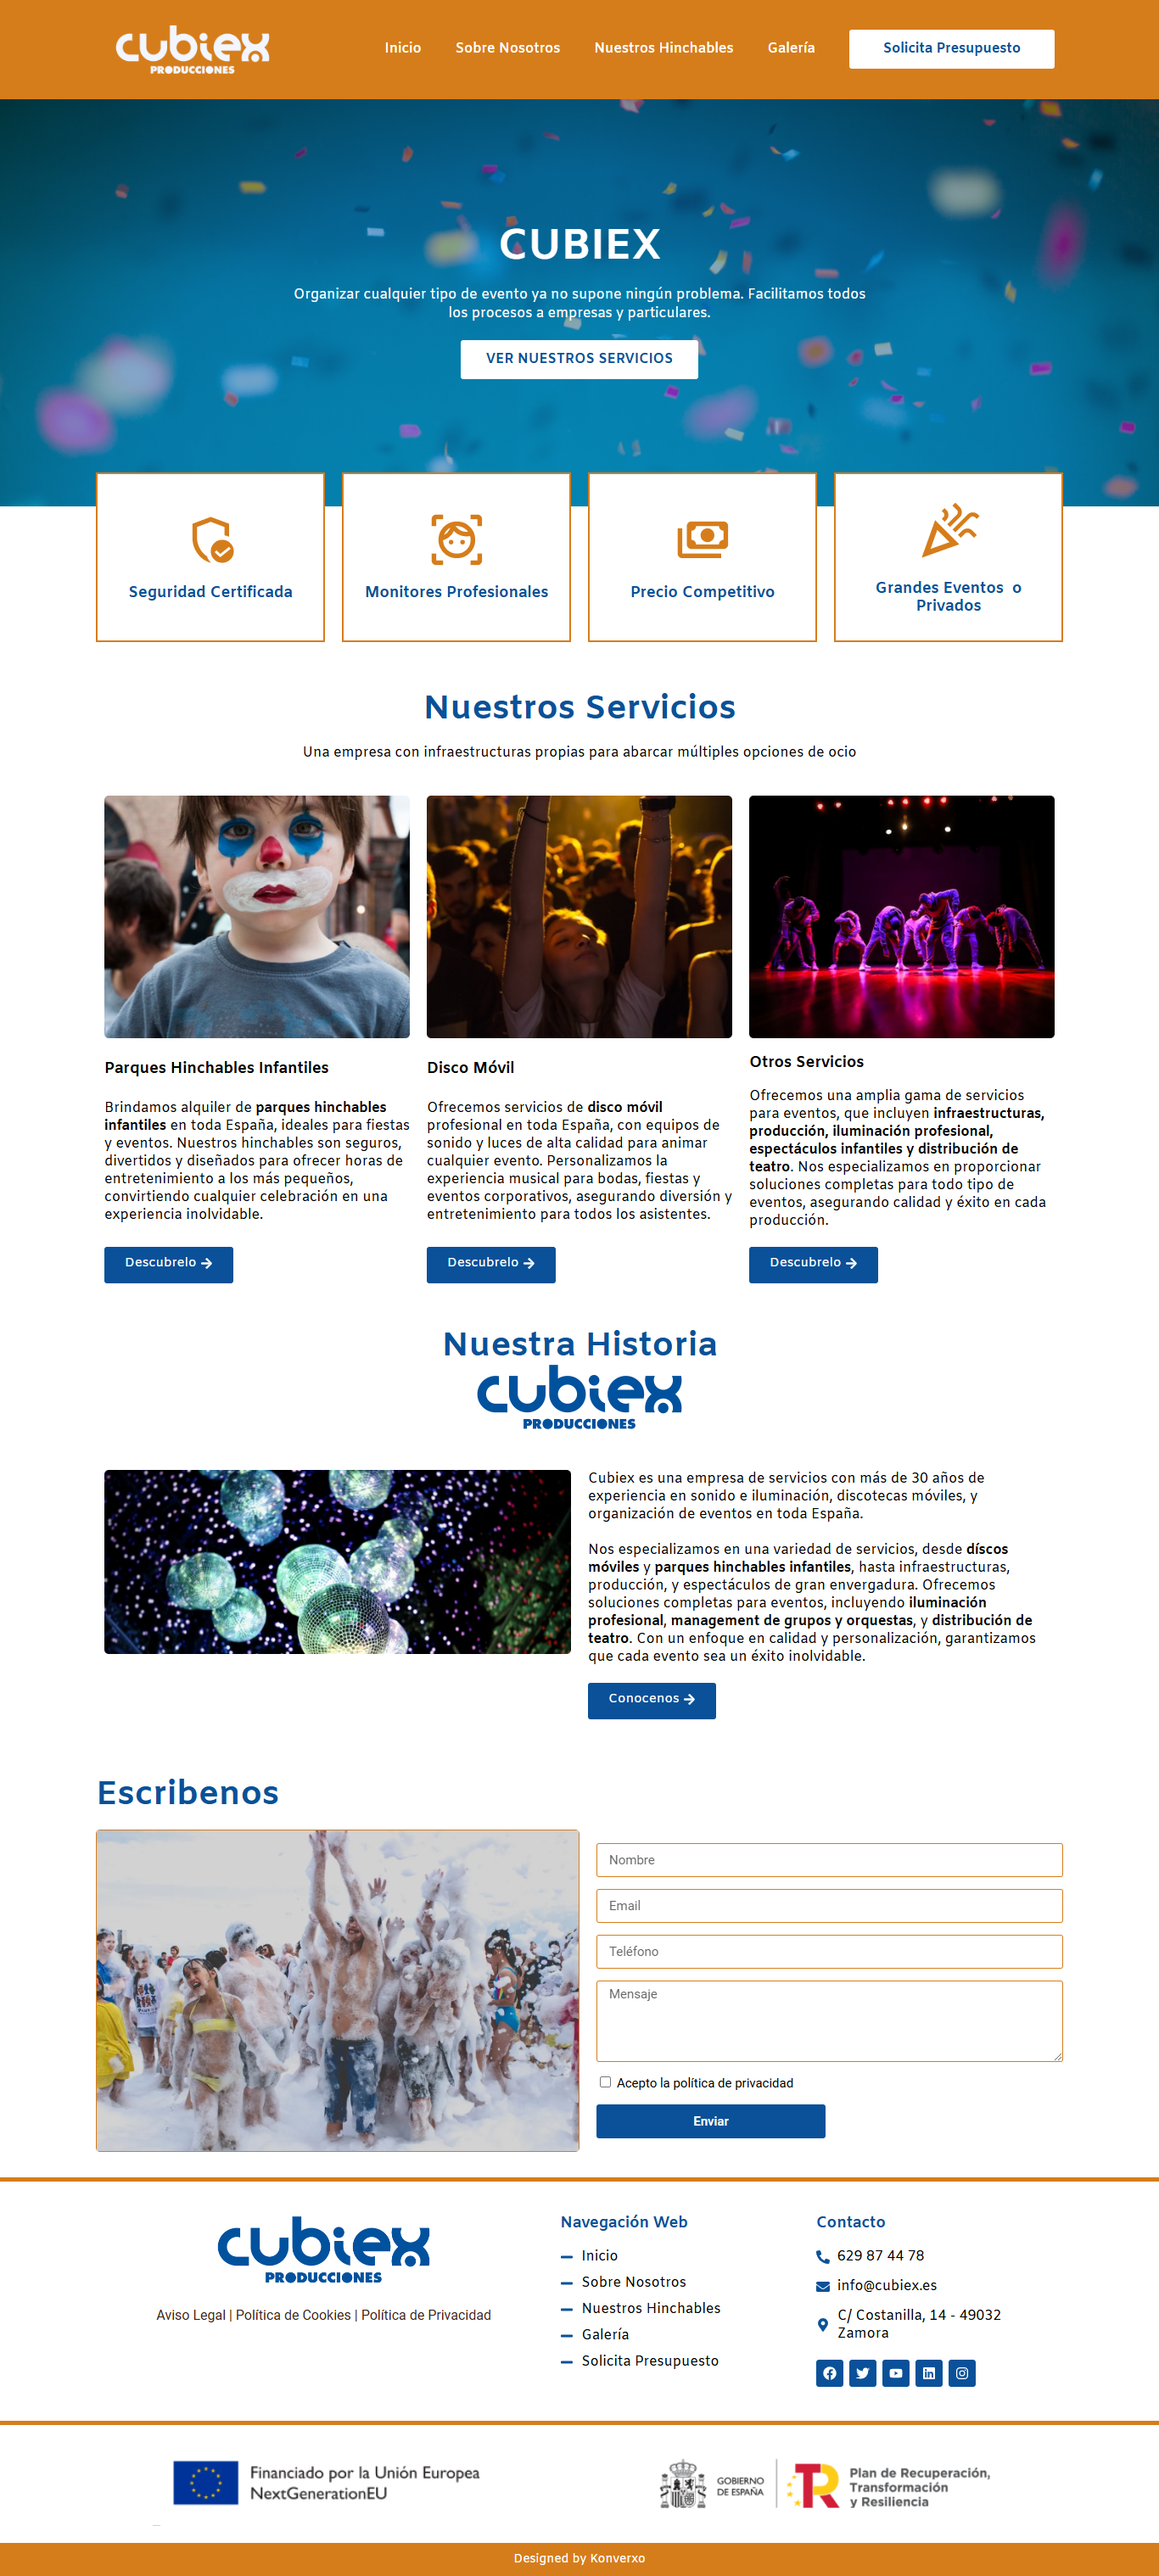 cubiex
PRODUCCIONES
Inicio
Sobre Nosotros
Nuestros Hinchables
Galería
Solicita Presupuesto
CUBIEX
Organizar cualquier tipo de evento ya no supone ningún problema. Facilitamos todos
los procesos a empresas y particulares.
VER NUESTROS SERVICIOS
Seguridad Certificada
Monitores Profesionales
Precio Competitivo
Grandes Eventos o
Privados
Nuestros Servicios
Una empresa con infraestructuras propias para abarcar múltiples opciones de ocio
Parques Hinchables Infantiles
Brindamos alquiler de parques hinchables
infantiles en toda España, ideales para fiestas
y eventos. Nuestros hinchables son seguros,
divertidos y diseñados para ofrecer horas de
entretenimiento a los más pequeños,
convirtiendo cualquier celebración en una
experiencia inolvidable.
Descubrelo
Disco Móvil
Ofrecemos servicios de disco móvil
profesional en toda España, con equipos de
sonido y luces de alta calidad para animar
cualquier evento. Personalizamos la
experiencia musical para bodas, fiestas y
eventos corporativos, asegurando diversión y
entretenimiento para todos los asistentes.
Descubrelo
Otros Servicios
Ofrecemos una amplia gama de servicios
para eventos, que incluyen infraestructuras,
producción, iluminación profesional,
espectáculos infantiles y distribución de
teatro. Nos especializamos en proporcionar
soluciones completas para todo tipo de
eventos, asegurando calidad y éxito en cada
producción.
Descubrelo
Nuestra Historia
cubiex
PRODUCCIONES
Cubiex es una empresa de servicios con más de 30 años de
experiencia en sonido e iluminación, discotecas móviles, y
organización de eventos en toda España.
Nos especializamos en una variedad de servicios, desde díscos
móviles y parques hinchables infantiles, hasta infraestructuras,
producción, y espectáculos de gran envergadura. Ofrecemos
soluciones completas para eventos, incluyendo iluminación
profesional, management de grupos y orquestas, y distribución de
teatro. Con un enfoque en calidad y personalización, garantizamos
que cada evento sea un éxito inolvidable.
Conocenos
Escribenos
Nombre
Email
Teléfono
Mensaje
Acepto la política de privacidad
Enviar
cubiex
PRODUCCIONES
Aviso Legal | Política de Cookies | Política de Privacidad
Navegación Web
Inicio
Sobre Nosotros
Nuestros Hinchables
Galería
Solicita Presupuesto
Contacto
629 87 44 78
info@cubiex.es
C/ Costanilla, 14 - 49032
Zamora
Financiado por la Unión Europea
NextGenerationEU
GOBIERNO
DE ESPAÑA
Plan de Recuperación,
Transformación
y Resiliencia
Designed by Konverxo